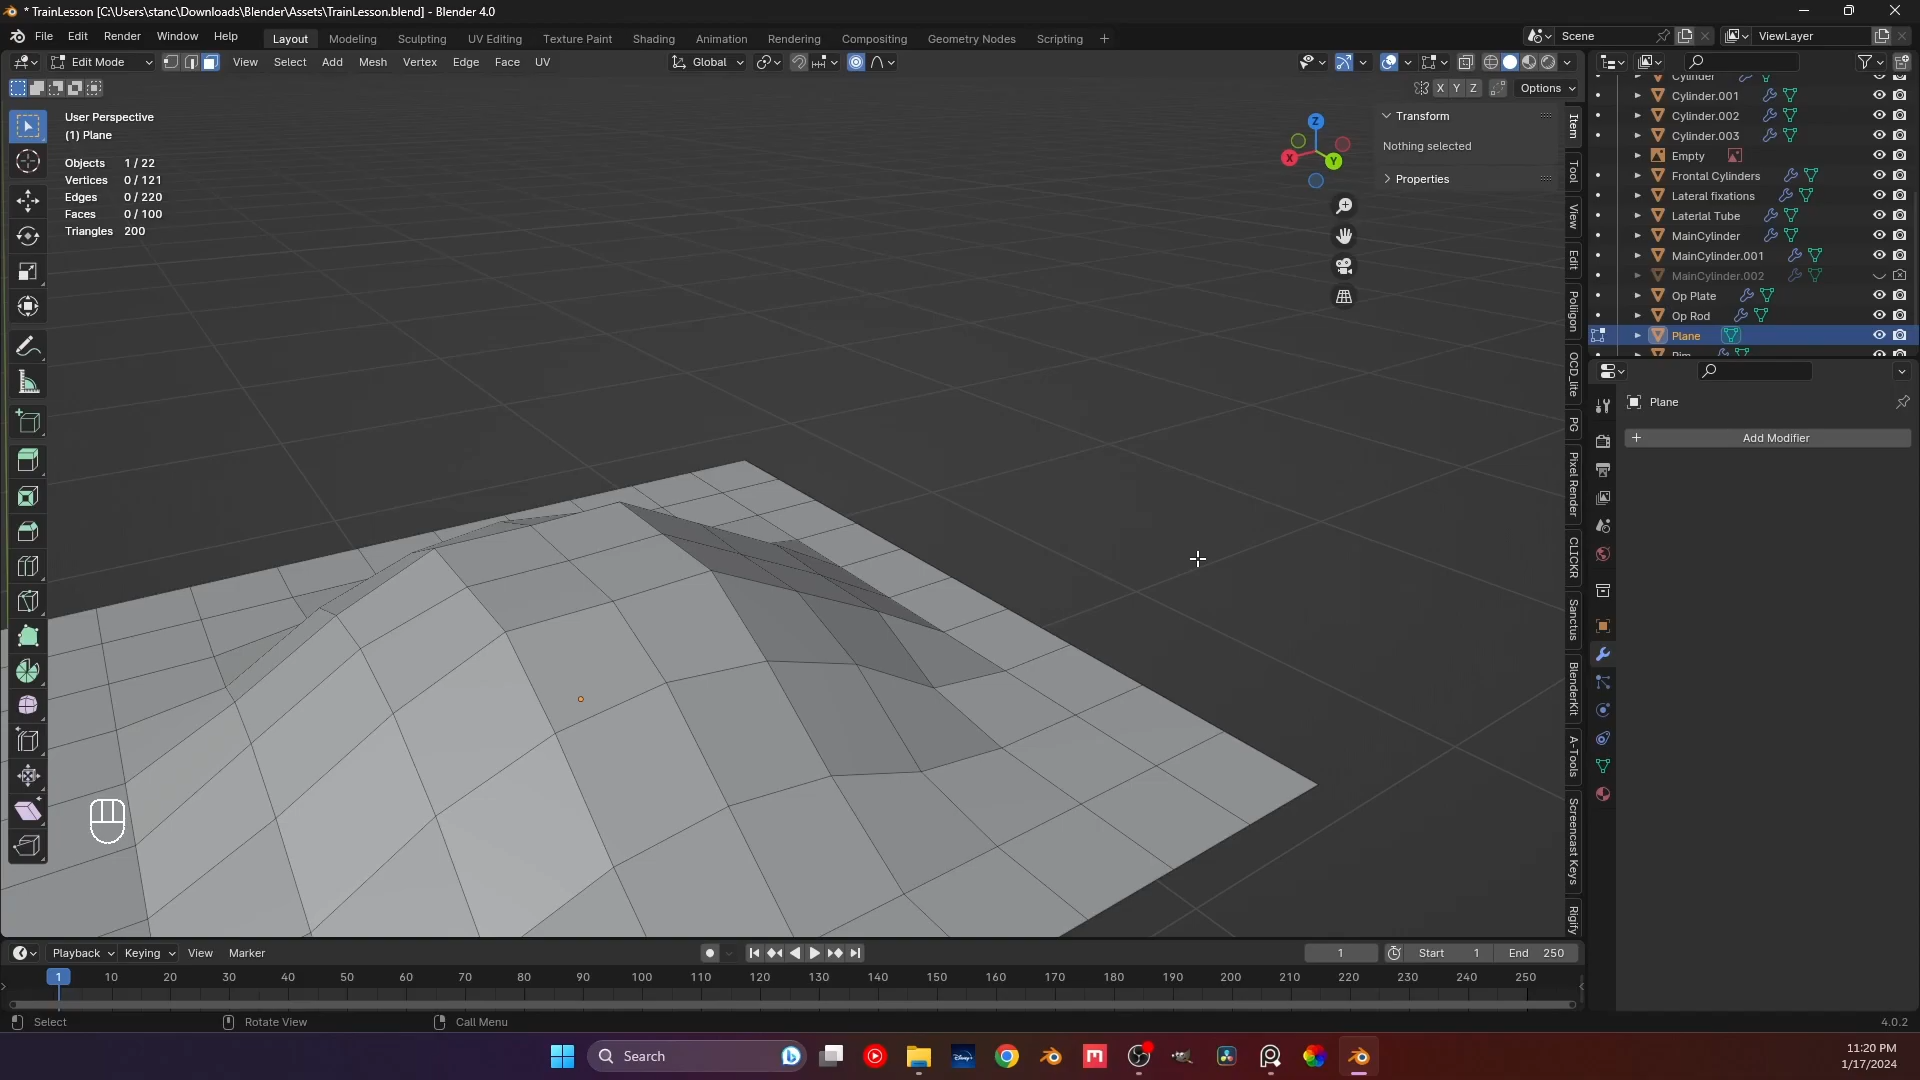 * TrainLesson [C:\Users\stanc\Downloads\Blender\Assets\TrainLesson.blend] - Blender 4.0
File Edit Render Window Help
Layout Modeling Sculpting UV Editing Texture Paint Shading Animation Rendering Compositing Geometry Nodes Scripting +
Scene
ViewLayer
Edit Mode
View Select Add Mesh Vertex Edge Face UV
Global
X Y Z
Options
User Perspective
(1) Plane
Objects 1 / 22
Vertices 0 / 121
Edges 0 / 220
Faces 0 / 100
Triangles 200
Z
X
Y
Transform
Nothing selected
Properties
Item
Tool
View
Edit
Poliigon
OCD_lite
PG
Pixel Render
CLICKR
Sanctus
BlenderKit
A-Tools
Screencast Keys
Rigify
Cylinder
Cylinder.001
Cylinder.002
Cylinder.003
Empty
Frontal Cylinders
Lateral fixations
Laterlal Tube
MainCylinder
MainCylinder.001
MainCylinder.002
Op Plate
Op Rod
Plane
Rim
Plane
+ Add Modifier
Playback Keying View Marker
1
Start 1
End 250
1 10 20 30 40 50 60 70 80 90 100 110 120 130 140 150 160 170 180 190 200 210 220 230 240 250
Select
Rotate View
Call Menu
4.0.2
Search
Disney+
11:20 PM
1/17/2024